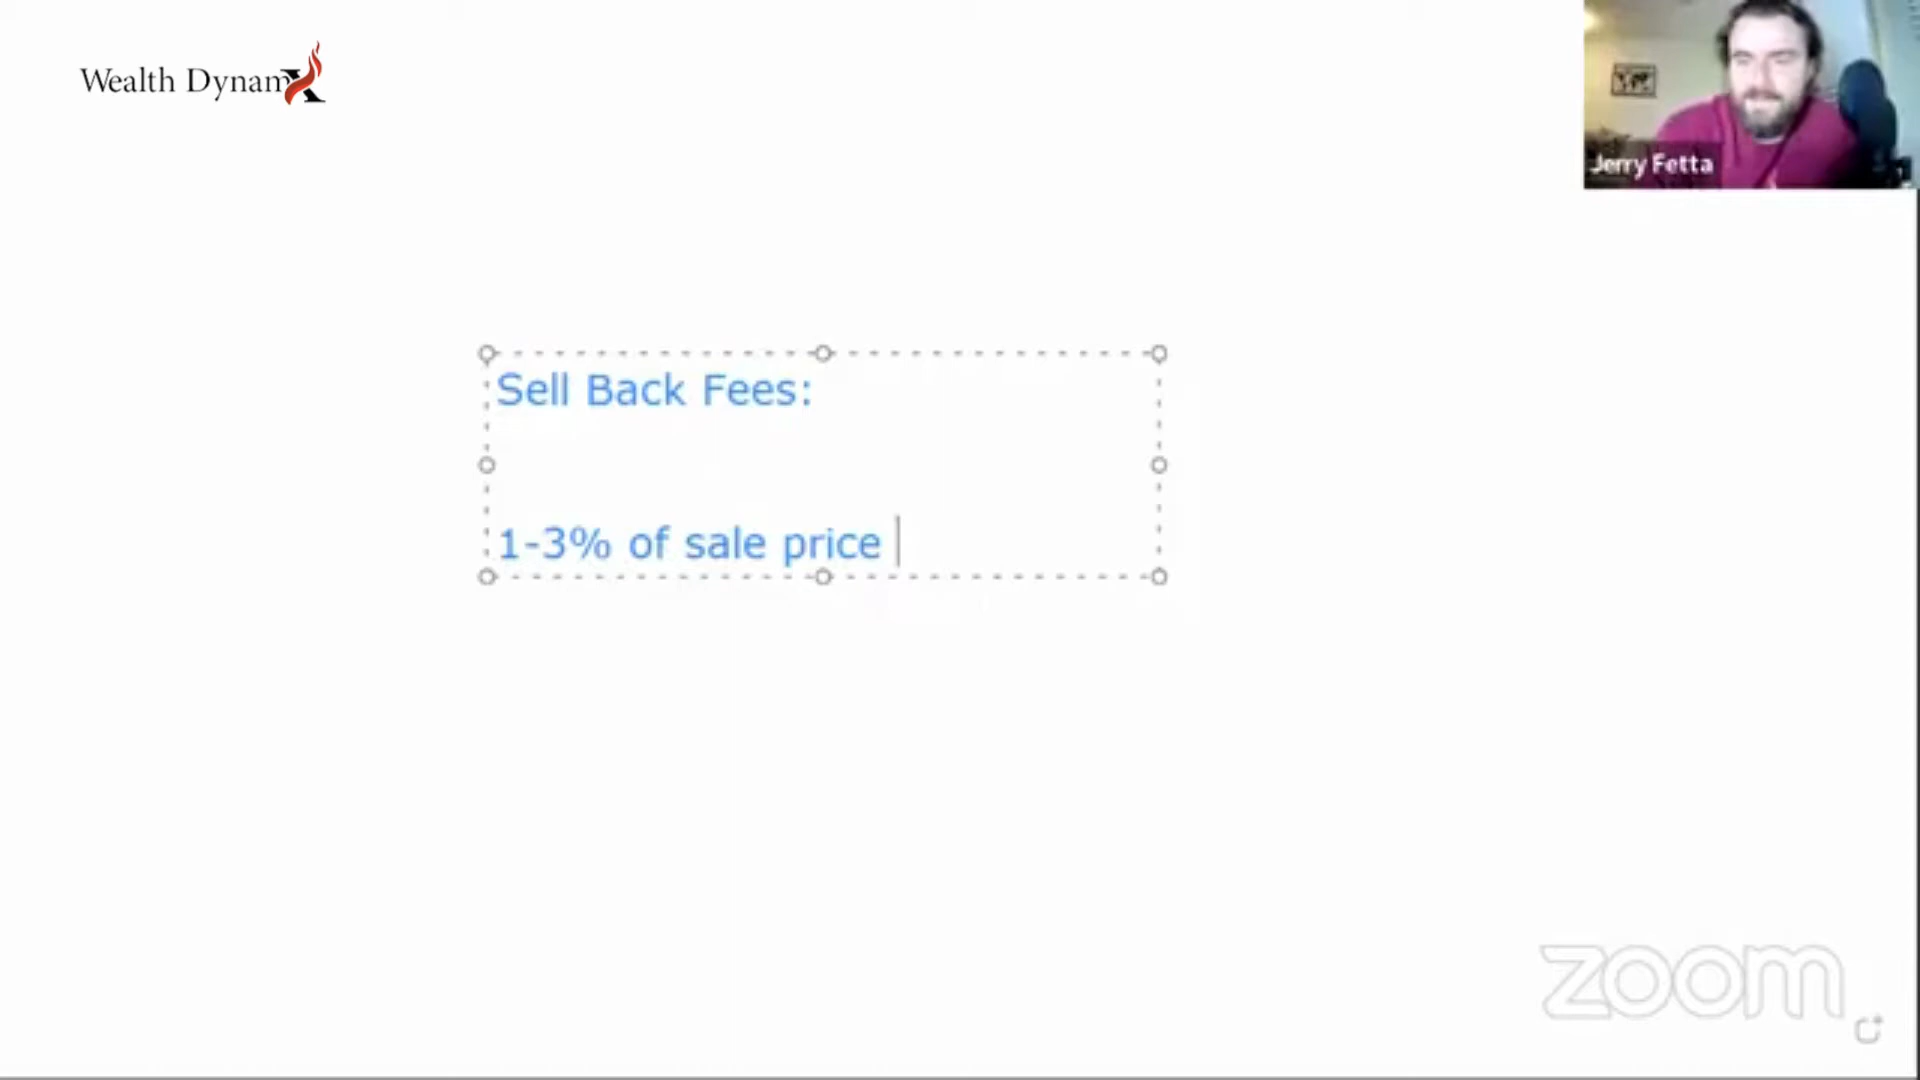 Wealth DynamX
Jerry Fetta
Sell Back Fees:
1-3% of sale price
zoom